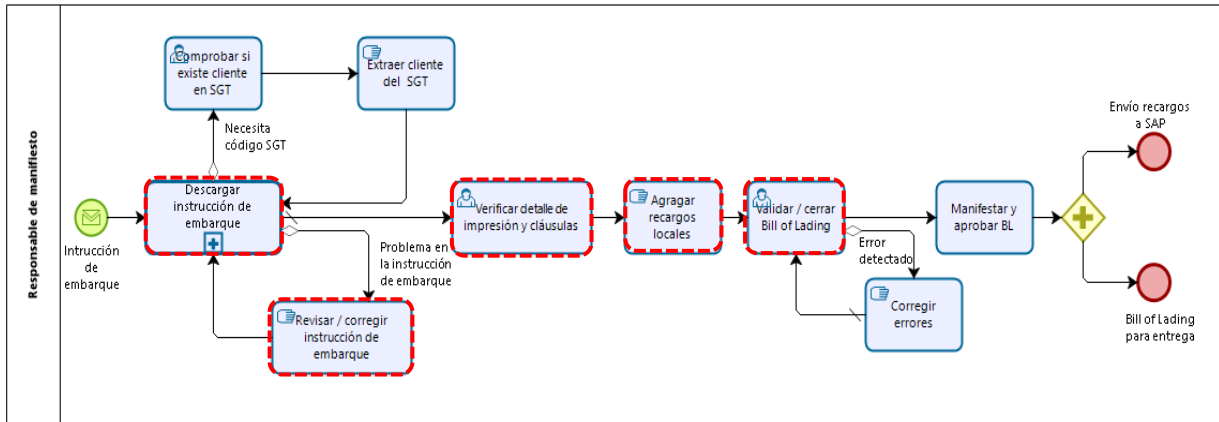 Responsable de manifiesto
Intrucción
de
embarque
Descargar
instrucción de
embarque
Necesita
código SGT
Comprobar si
existe cliente
en SGT
Extraer cliente
del SGT
Problema en
la instrucción
de embarque
Revisar / corregir
instrucción de
embarque
Verificar detalle de
impresión y cláusulas
Agragar
recargos
locales
Validar / cerrar
Bill of Lading
Error
detectado
Corregir
errores
Manifestar y
aprobar BL
Envío recargos
a SAP
Bill of Lading
para entrega